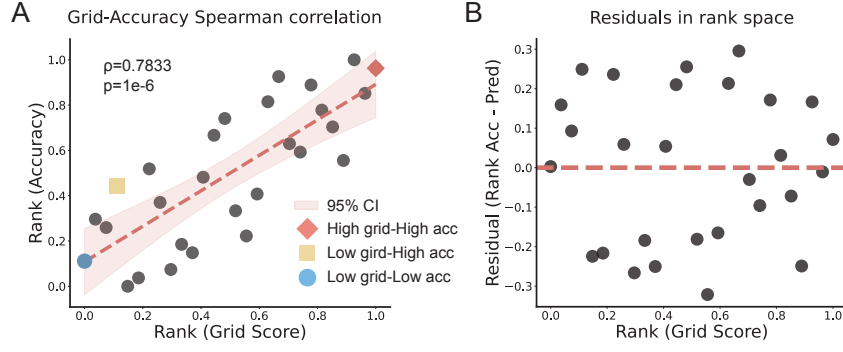 A
Grid-Accuracy Spearman correlation
ρ=0.7833
p=1e-6
Rank (Accuracy)
1.0
0.8
0.6
0.4
0.2
0.0
95% CI
High grid-High acc
Low gird-High acc
Low grid-Low acc
0.0 0.2 0.4 0.6 0.8 1.0
Rank (Grid Score)
B
Residuals in rank space
Residual (Rank Acc - Pred)
0.3
0.2
0.1
0.0
−0.1
−0.2
−0.3
0.0 0.2 0.4 0.6 0.8 1.0
Rank (Grid Score)